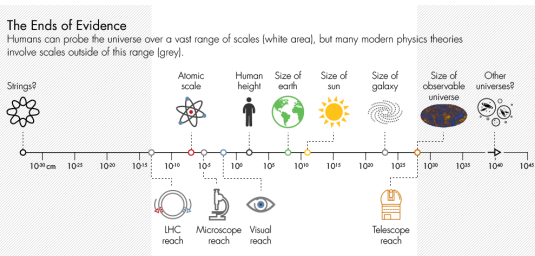 The Ends of Evidence
Humans can probe the universe over a vast range of scales (white area), but many modern physics theories
involve scales outside of this range (grey).
Strings?
Atomic
scale
Human
height
Size of
earth
Size of
sun
Size of
galaxy
Size of
observable
universe
Other
universes?
10⁻³⁰ cm 10⁻²⁵ 10⁻²⁰ 10⁻¹⁵ 10⁻¹⁰ 10⁻⁵ 10⁰ 10⁵ 10¹⁰ 10¹⁵ 10²⁰ 10²⁵ 10³⁰ 10³⁵ 10⁴⁰ 10⁴⁵
LHC
reach
Microscope
reach
Visual
reach
Telescope
reach